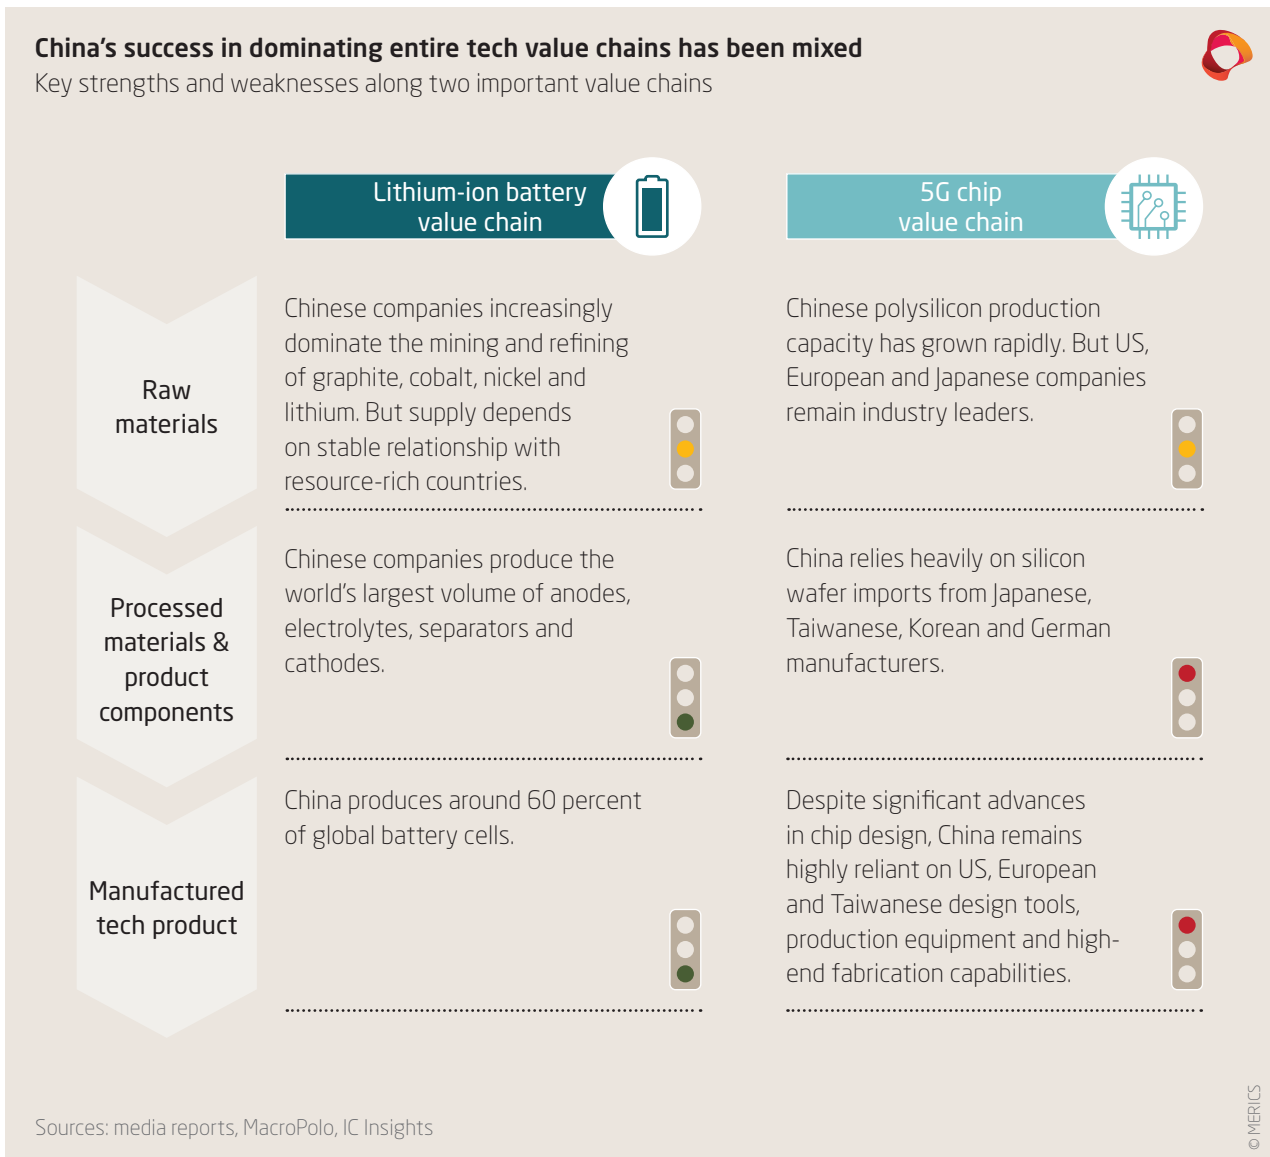 China's success in dominating entire tech value chains has been mixed
Key strengths and weaknesses along two important value chains
Lithium-ion battery
value chain
5G chip
value chain
Raw
materials
Chinese companies increasingly
dominate the mining and refining
of graphite, cobalt, nickel and
lithium. But supply depends
on stable relationship with
resource-rich countries.
Chinese polysilicon production
capacity has grown rapidly. But US,
European and Japanese companies
remain industry leaders.
Processed
materials &
product
components
Chinese companies produce the
world's largest volume of anodes,
electrolytes, separators and
cathodes.
China relies heavily on silicon
wafer imports from Japanese,
Taiwanese, Korean and German
manufacturers.
Manufactured
tech product
China produces around 60 percent
of global battery cells.
Despite significant advances
in chip design, China remains
highly reliant on US, European
and Taiwanese design tools,
production equipment and high-
end fabrication capabilities.
Sources: media reports, MacroPolo, IC Insights
© MERICS